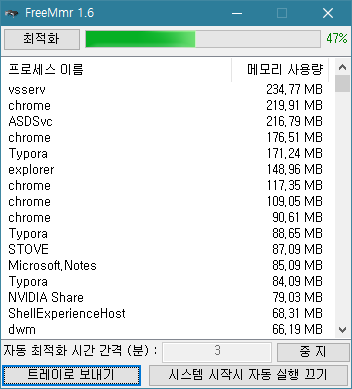 FreeMmr 1.6
최적화 47%
프로세스 이름 메모리 사용량
vsserv 234,77 MB
chrome 219,91 MB
ASDSvc 216,79 MB
chrome 176,51 MB
Typora 171,24 MB
explorer 148,96 MB
chrome 117,35 MB
chrome 109,05 MB
chrome 90,61 MB
Typora 88,65 MB
STOVE 87,09 MB
Microsoft,Notes 85,09 MB
Typora 84,09 MB
NVIDIA Share 79,03 MB
ShellExperienceHost 68,31 MB
dwm 66,19 MB
자동 최적화 시간 간격 (분) : 3 중 지
트레이로 보내기 시스템 시작시 자동 실행 끄기